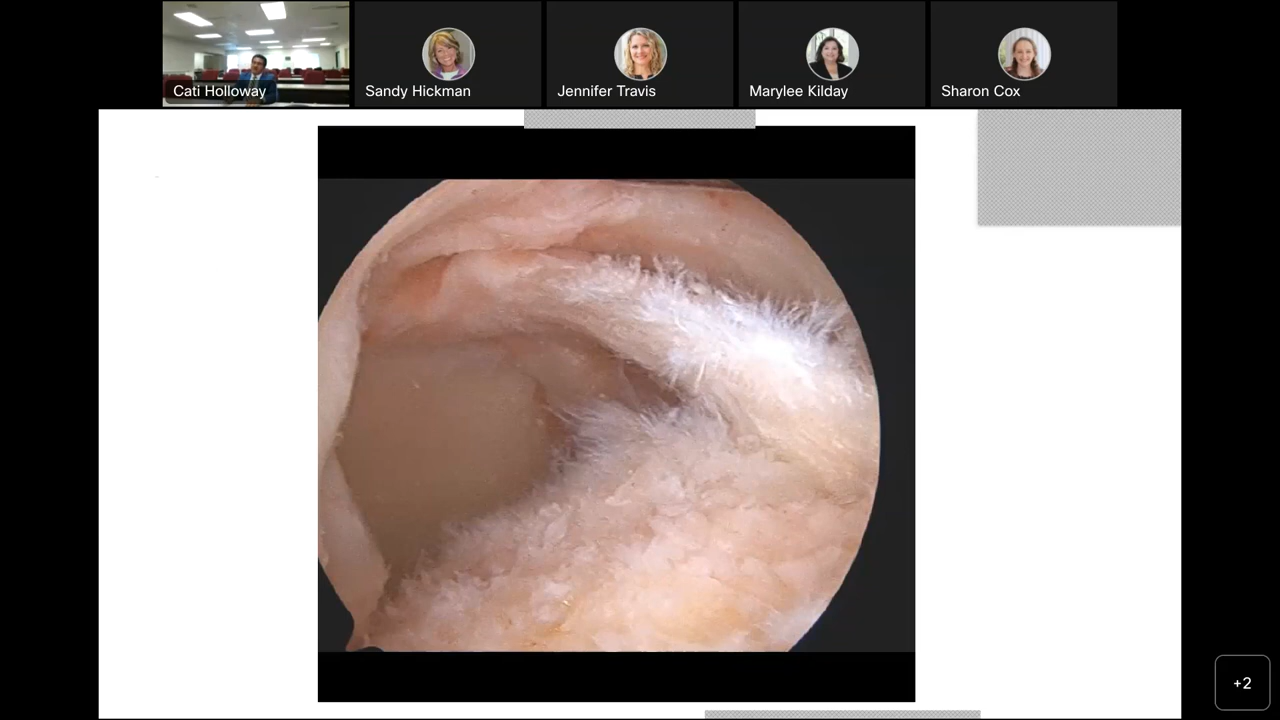 Cati Holloway
Sandy Hickman
Jennifer Travis
Marylee Kilday
Sharon Cox
+2